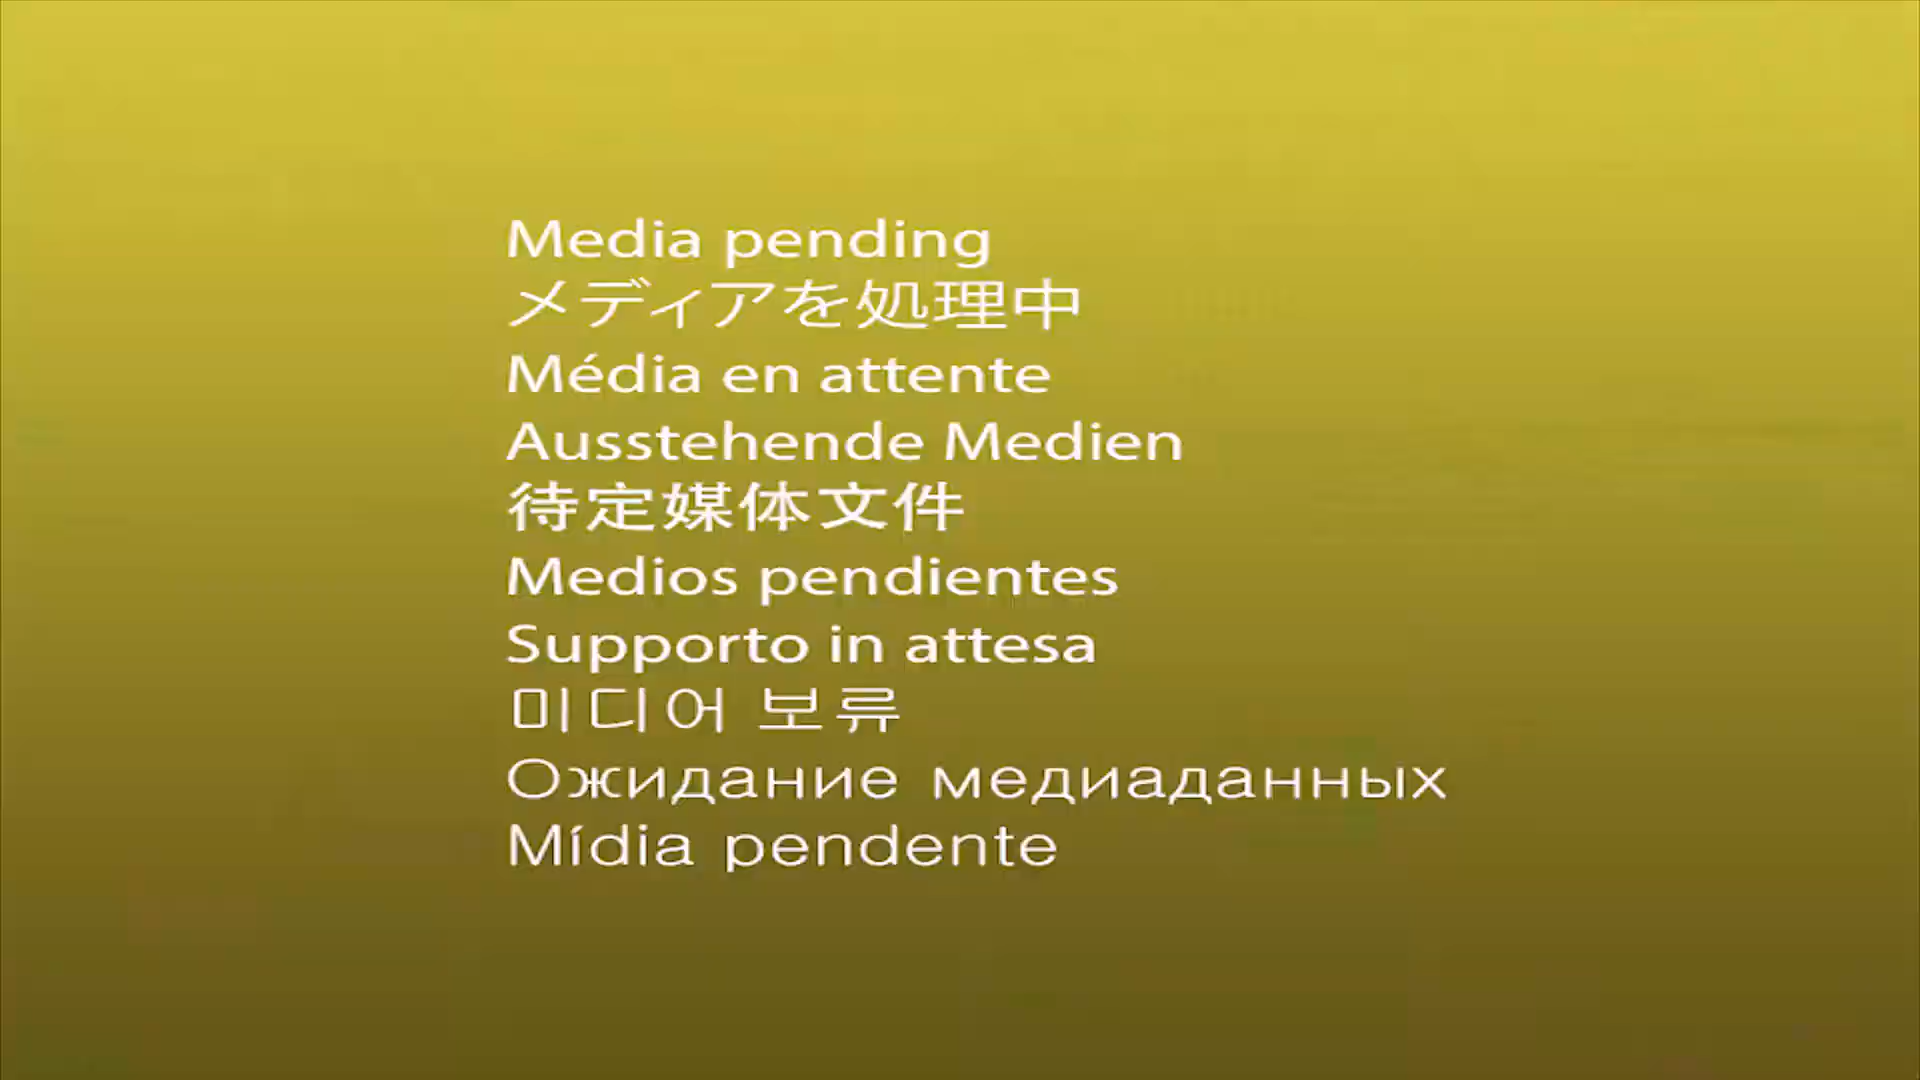 Media pending
メディアを処理中
Média en attente
Ausstehende Medien
待定媒体文件
Medios pendientes
Supporto in attesa
미디어 보류
Ожидание медиаданных
Mídia pendente